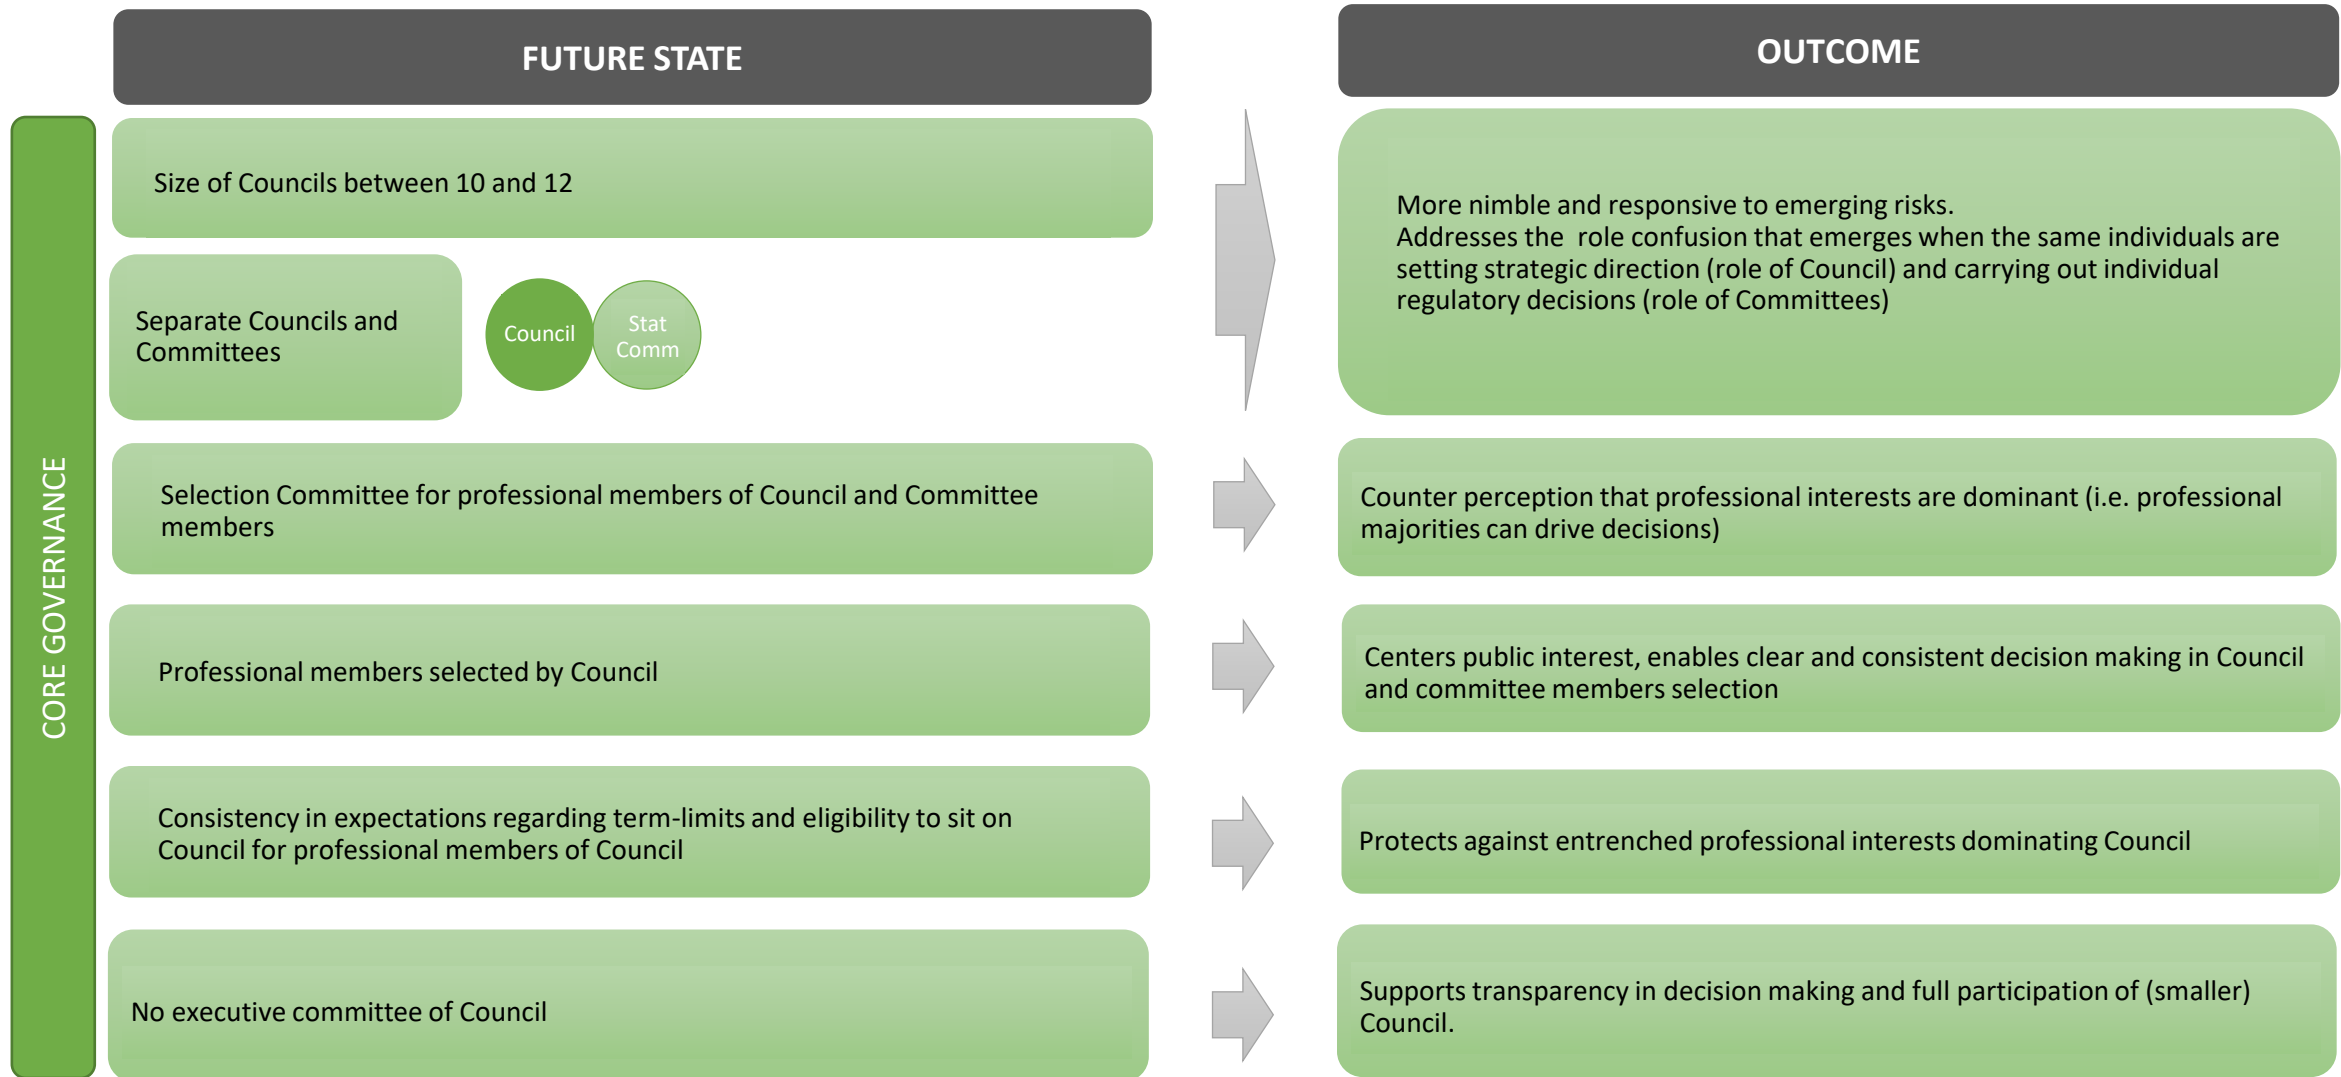 FUTURE STATE
OUTCOME
CORE GOVERNANCE
Size of Councils between 10 and 12
Separate Councils and
Committees
Council
Stat
Comm
More nimble and responsive to emerging risks.
Addresses the  role confusion that emerges when the same individuals are
setting strategic direction (role of Council) and carrying out individual
regulatory decisions (role of Committees)
Selection Committee for professional members of Council and Committee
members
Counter perception that professional interests are dominant (i.e. professional
majorities can drive decisions)
Professional members selected by Council
Centers public interest, enables clear and consistent decision making in Council
and committee members selection
Consistency in expectations regarding term-limits and eligibility to sit on
Council for professional members of Council
Protects against entrenched professional interests dominating Council
No executive committee of Council
Supports transparency in decision making and full participation of (smaller)
Council.